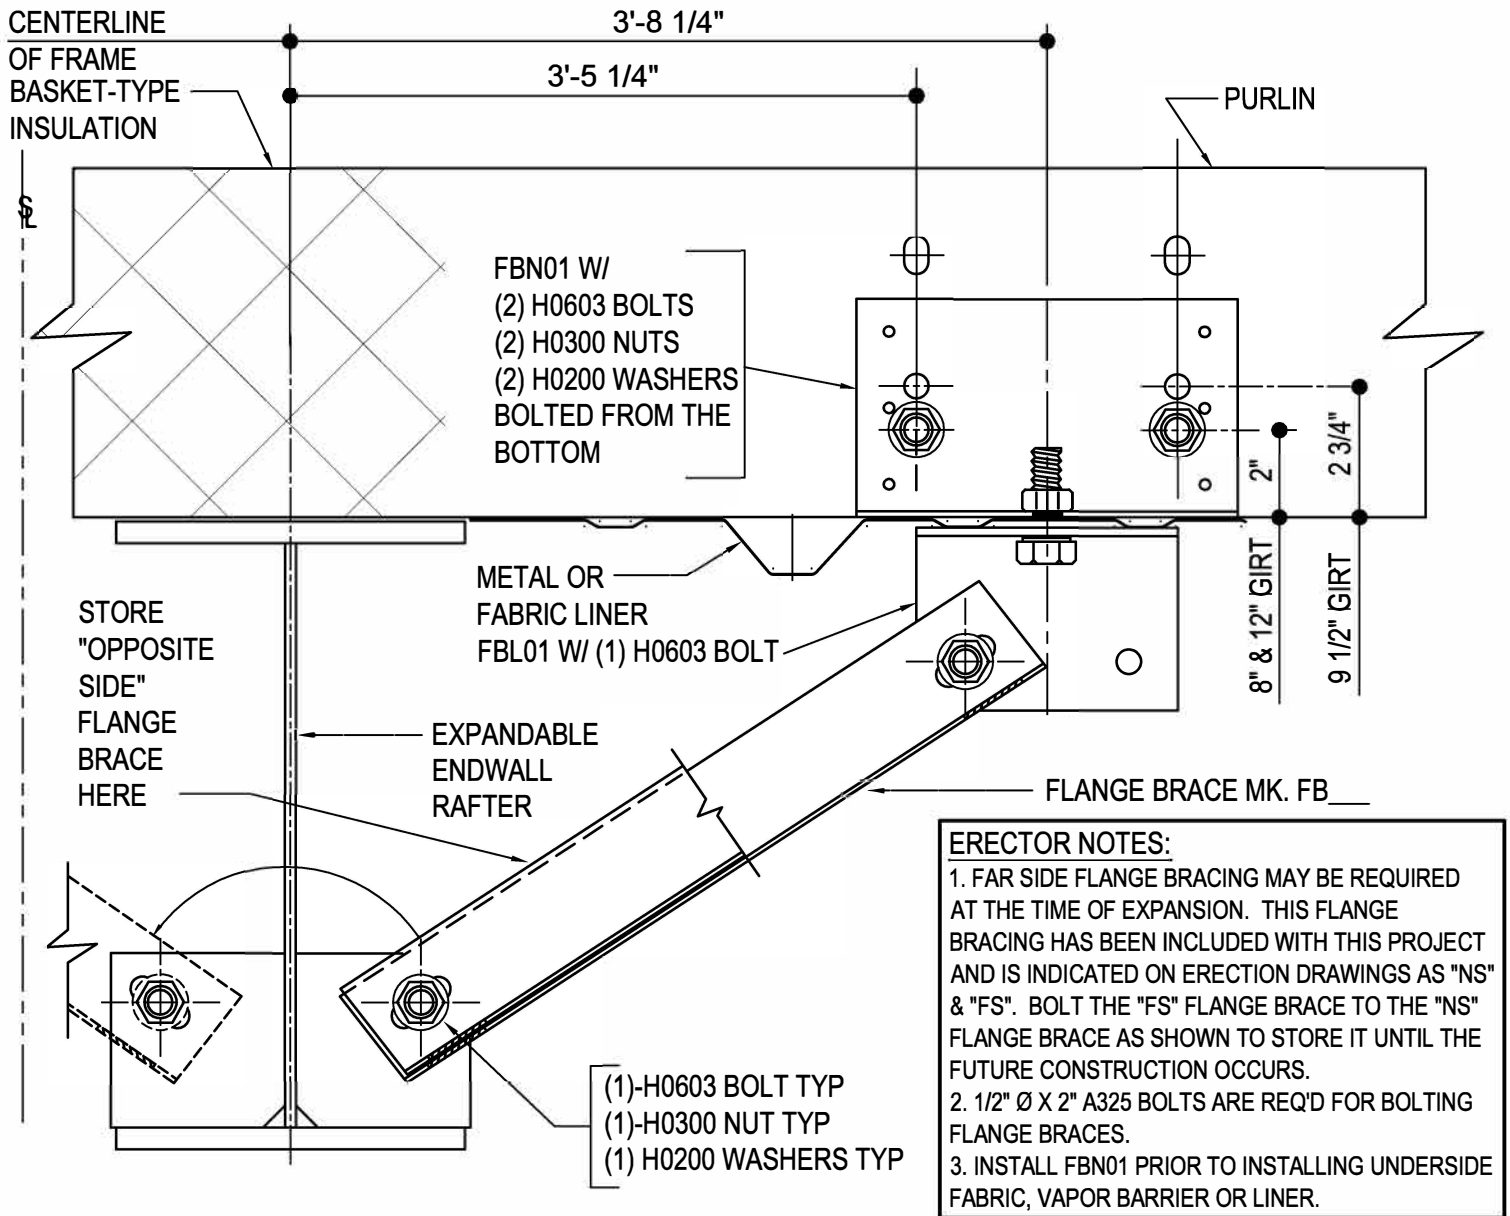 CENTERLINE
OF FRAME
BASKET-TYPE
INSULATION
3'-8 1/4"
3'-5 1/4"
PURLIN
FBN01 W/
(2) H0603 BOLTS
(2) H0300 NUTS
(2) H0200 WASHERS
BOLTED FROM THE
BOTTOM
2"
2 3/4"
8" & 12" GIRT
9 1/2" GIRT
METAL OR
FABRIC LINER
FBL01 W/ (1) H0603 BOLT
STORE
"OPPOSITE
SIDE"
FLANGE
BRACE
HERE
EXPANDABLE
ENDWALL
RAFTER
FLANGE BRACE MK. FB___
(1)-H0603 BOLT TYP
(1)-H0300 NUT TYP
(1) H0200 WASHERS TYP
ERECTOR NOTES:
1. FAR SIDE FLANGE BRACING MAY BE REQUIRED
AT THE TIME OF EXPANSION. THIS FLANGE
BRACING HAS BEEN INCLUDED WITH THIS PROJECT
AND IS INDICATED ON ERECTION DRAWINGS AS "NS"
& "FS". BOLT THE "FS" FLANGE BRACE TO THE "NS"
FLANGE BRACE AS SHOWN TO STORE IT UNTIL THE
FUTURE CONSTRUCTION OCCURS.
2. 1/2" Ø X 2" A325 BOLTS ARE REQ'D FOR BOLTING
FLANGE BRACES.
3. INSTALL FBN01 PRIOR TO INSTALLING UNDERSIDE
FABRIC, VAPOR BARRIER OR LINER.